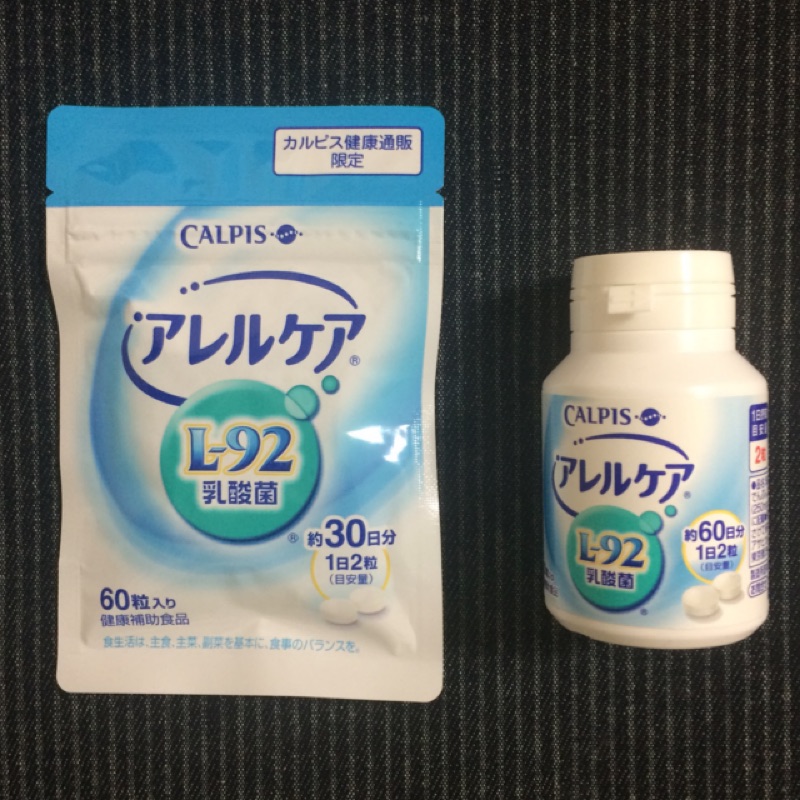 カルピス健康通販
限定
CALPIS
アレルケア®
L-92
乳酸菌
®
約30日分
1日2粒
(目安量)
60粒入り
健康補助食品
食生活は、主食、主菜、副菜を基本に、食事のバランスを。
CALPIS
アレルケア®
L-92
乳酸菌
®
約60日分
1日2粒
(目安量)